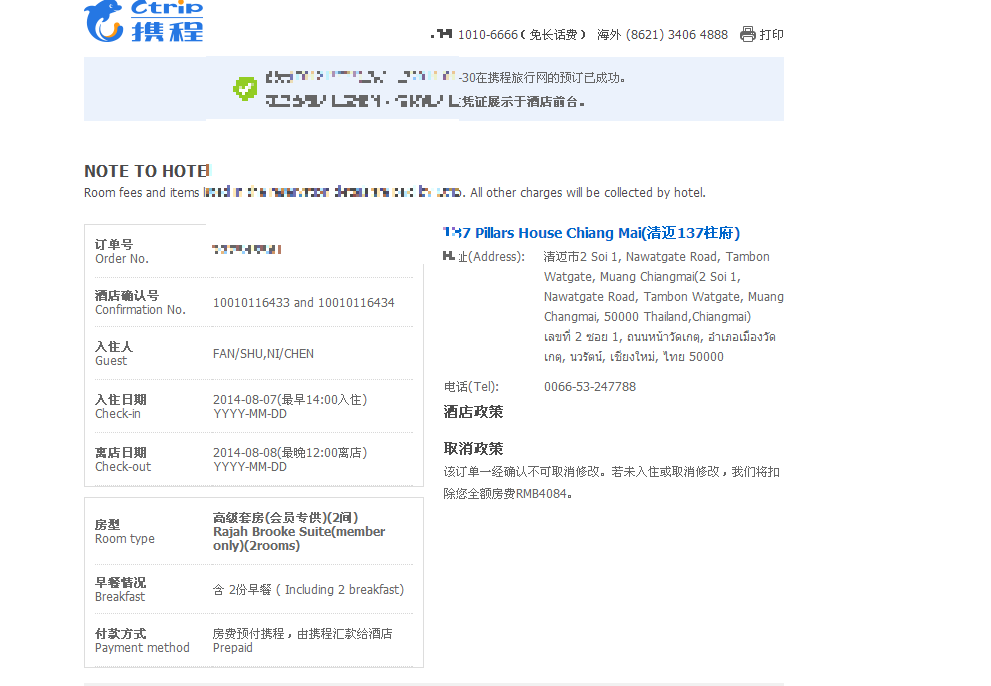 Ctrip
携程
1010-6666（免长话费） 海外 (8621) 3406 4888 打印
-30在携程旅行网的预订已成功。
凭证展示于酒店前台。
NOTE TO HOTEL
Room fees and items . All other charges will be collected by hotel.
订单号
Order No.
酒店确认号
Confirmation No.
10010116433 and 10010116434
入住人
Guest
FAN/SHU,NI/CHEN
入住日期
Check-in
2014-08-07(最早14:00入住)
YYYY-MM-DD
离店日期
Check-out
2014-08-08(最晚12:00离店)
YYYY-MM-DD
房型
Room type
高级套房(会员专供)(2间)
Rajah Brooke Suite(member
only)(2rooms)
早餐情况
Breakfast
含 2份早餐 ( Including 2 breakfast)
付款方式
Payment method
房费预付携程，由携程汇款给酒店
Prepaid
137 Pillars House Chiang Mai(清迈137柱府)
址(Address):
清迈市2 Soi 1, Nawatgate Road, Tambon
Watgate, Muang Chiangmai(2 Soi 1,
Nawatgate Road, Tambon Watgate, Muang
Changmai, 50000 Thailand,Chiangmai)
เลขที่ 2 ซอย 1, ถนนหน้าวัดเกตุ, อำเภอเมืองวัด
เกตุ, นวรัตน์, เชียงใหม่, ไทย 50000
电话(Tel):
0066-53-247788
酒店政策
取消政策
该订单一经确认不可取消修改。若未入住或取消修改，我们将扣
除您全额房费RMB4084。